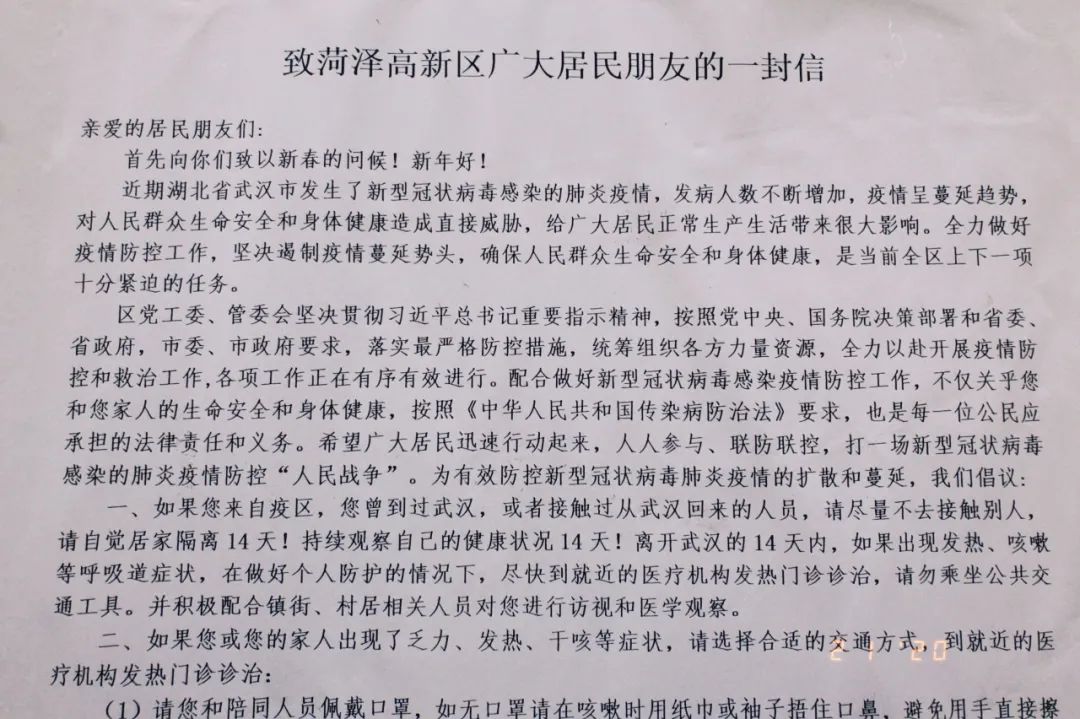 致菏泽高新区广大居民朋友的一封信
亲爱的居民朋友们:
首先向你们致以新春的问候！新年好！
近期湖北省武汉市发生了新型冠状病毒感染的肺炎疫情，发病人数不断增加，疫情呈蔓延趋势，
对人民群众生命安全和身体健康造成直接威胁，给广大居民正常生产生活带来很大影响。全力做好
疫情防控工作，坚决遏制疫情蔓延势头，确保人民群众生命安全和身体健康，是当前全区上下一项
十分紧迫的任务。
区党工委、管委会坚决贯彻习近平总书记重要指示精神，按照党中央、国务院决策部署和省委、
省政府，市委、市政府要求，落实最严格防控措施，统筹组织各方力量资源，全力以赴开展疫情防
控和救治工作,各项工作正在有序有效进行。配合做好新型冠状病毒感染疫情防控工作，不仅关乎您
和您家人的生命安全和身体健康，按照《中华人民共和国传染病防治法》要求，也是每一位公民应
承担的法律责任和义务。希望广大居民迅速行动起来，人人参与、联防联控，打一场新型冠状病毒
感染的肺炎疫情防控“人民战争”。为有效防控新型冠状病毒肺炎疫情的扩散和蔓延，我们倡议:
一、如果您来自疫区，您曾到过武汉，或者接触过从武汉回来的人员，请尽量不去接触别人，
请自觉居家隔离14天！持续观察自己的健康状况14天！离开武汉的14天内，如果出现发热、咳嗽
等呼吸道症状，在做好个人防护的情况下，尽快到就近的医疗机构发热门诊诊治，请勿乘坐公共交
通工具。并积极配合镇街、村居相关人员对您进行访视和医学观察。
二、如果您或您的家人出现了乏力、发热、干咳等症状，请选择合适的交通方式，到就近的医
疗机构发热门诊诊治:
(1) 请您和陪同人员佩戴口罩，如无口罩请在咳嗽时用纸巾或袖子捂住口鼻，避免用手直接擦